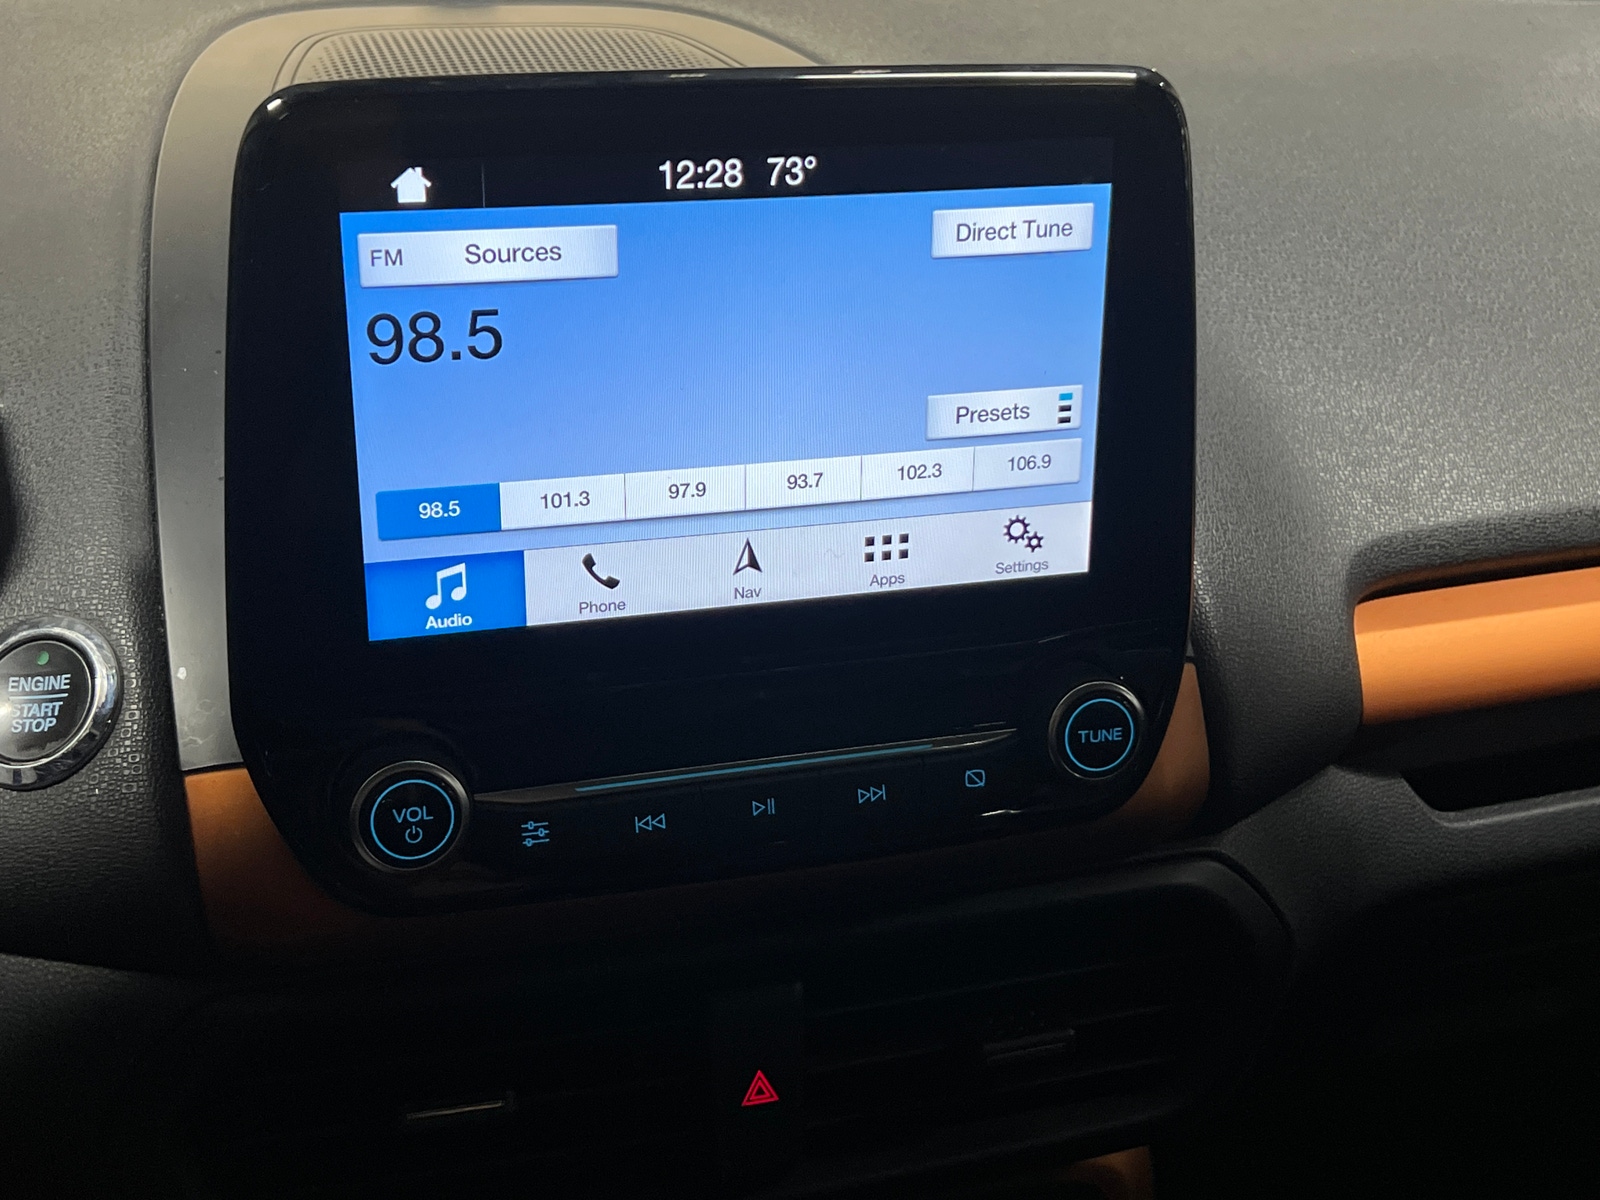 12:28 73°
FM Sources
Direct Tune
98.5
Presets
98.5 101.3 97.9 93.7 102.3 106.9
Audio Phone Nav Apps Settings
ENGINE
START
STOP
VOL
TUNE